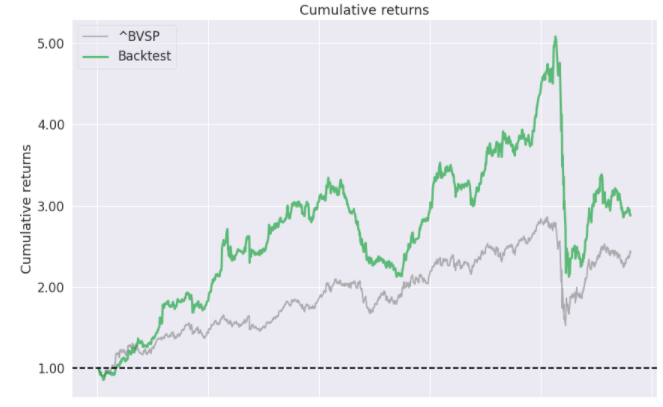 Cumulative returns
^BVSP
Backtest
5.00
4.00
3.00
2.00
1.00
Cumulative returns